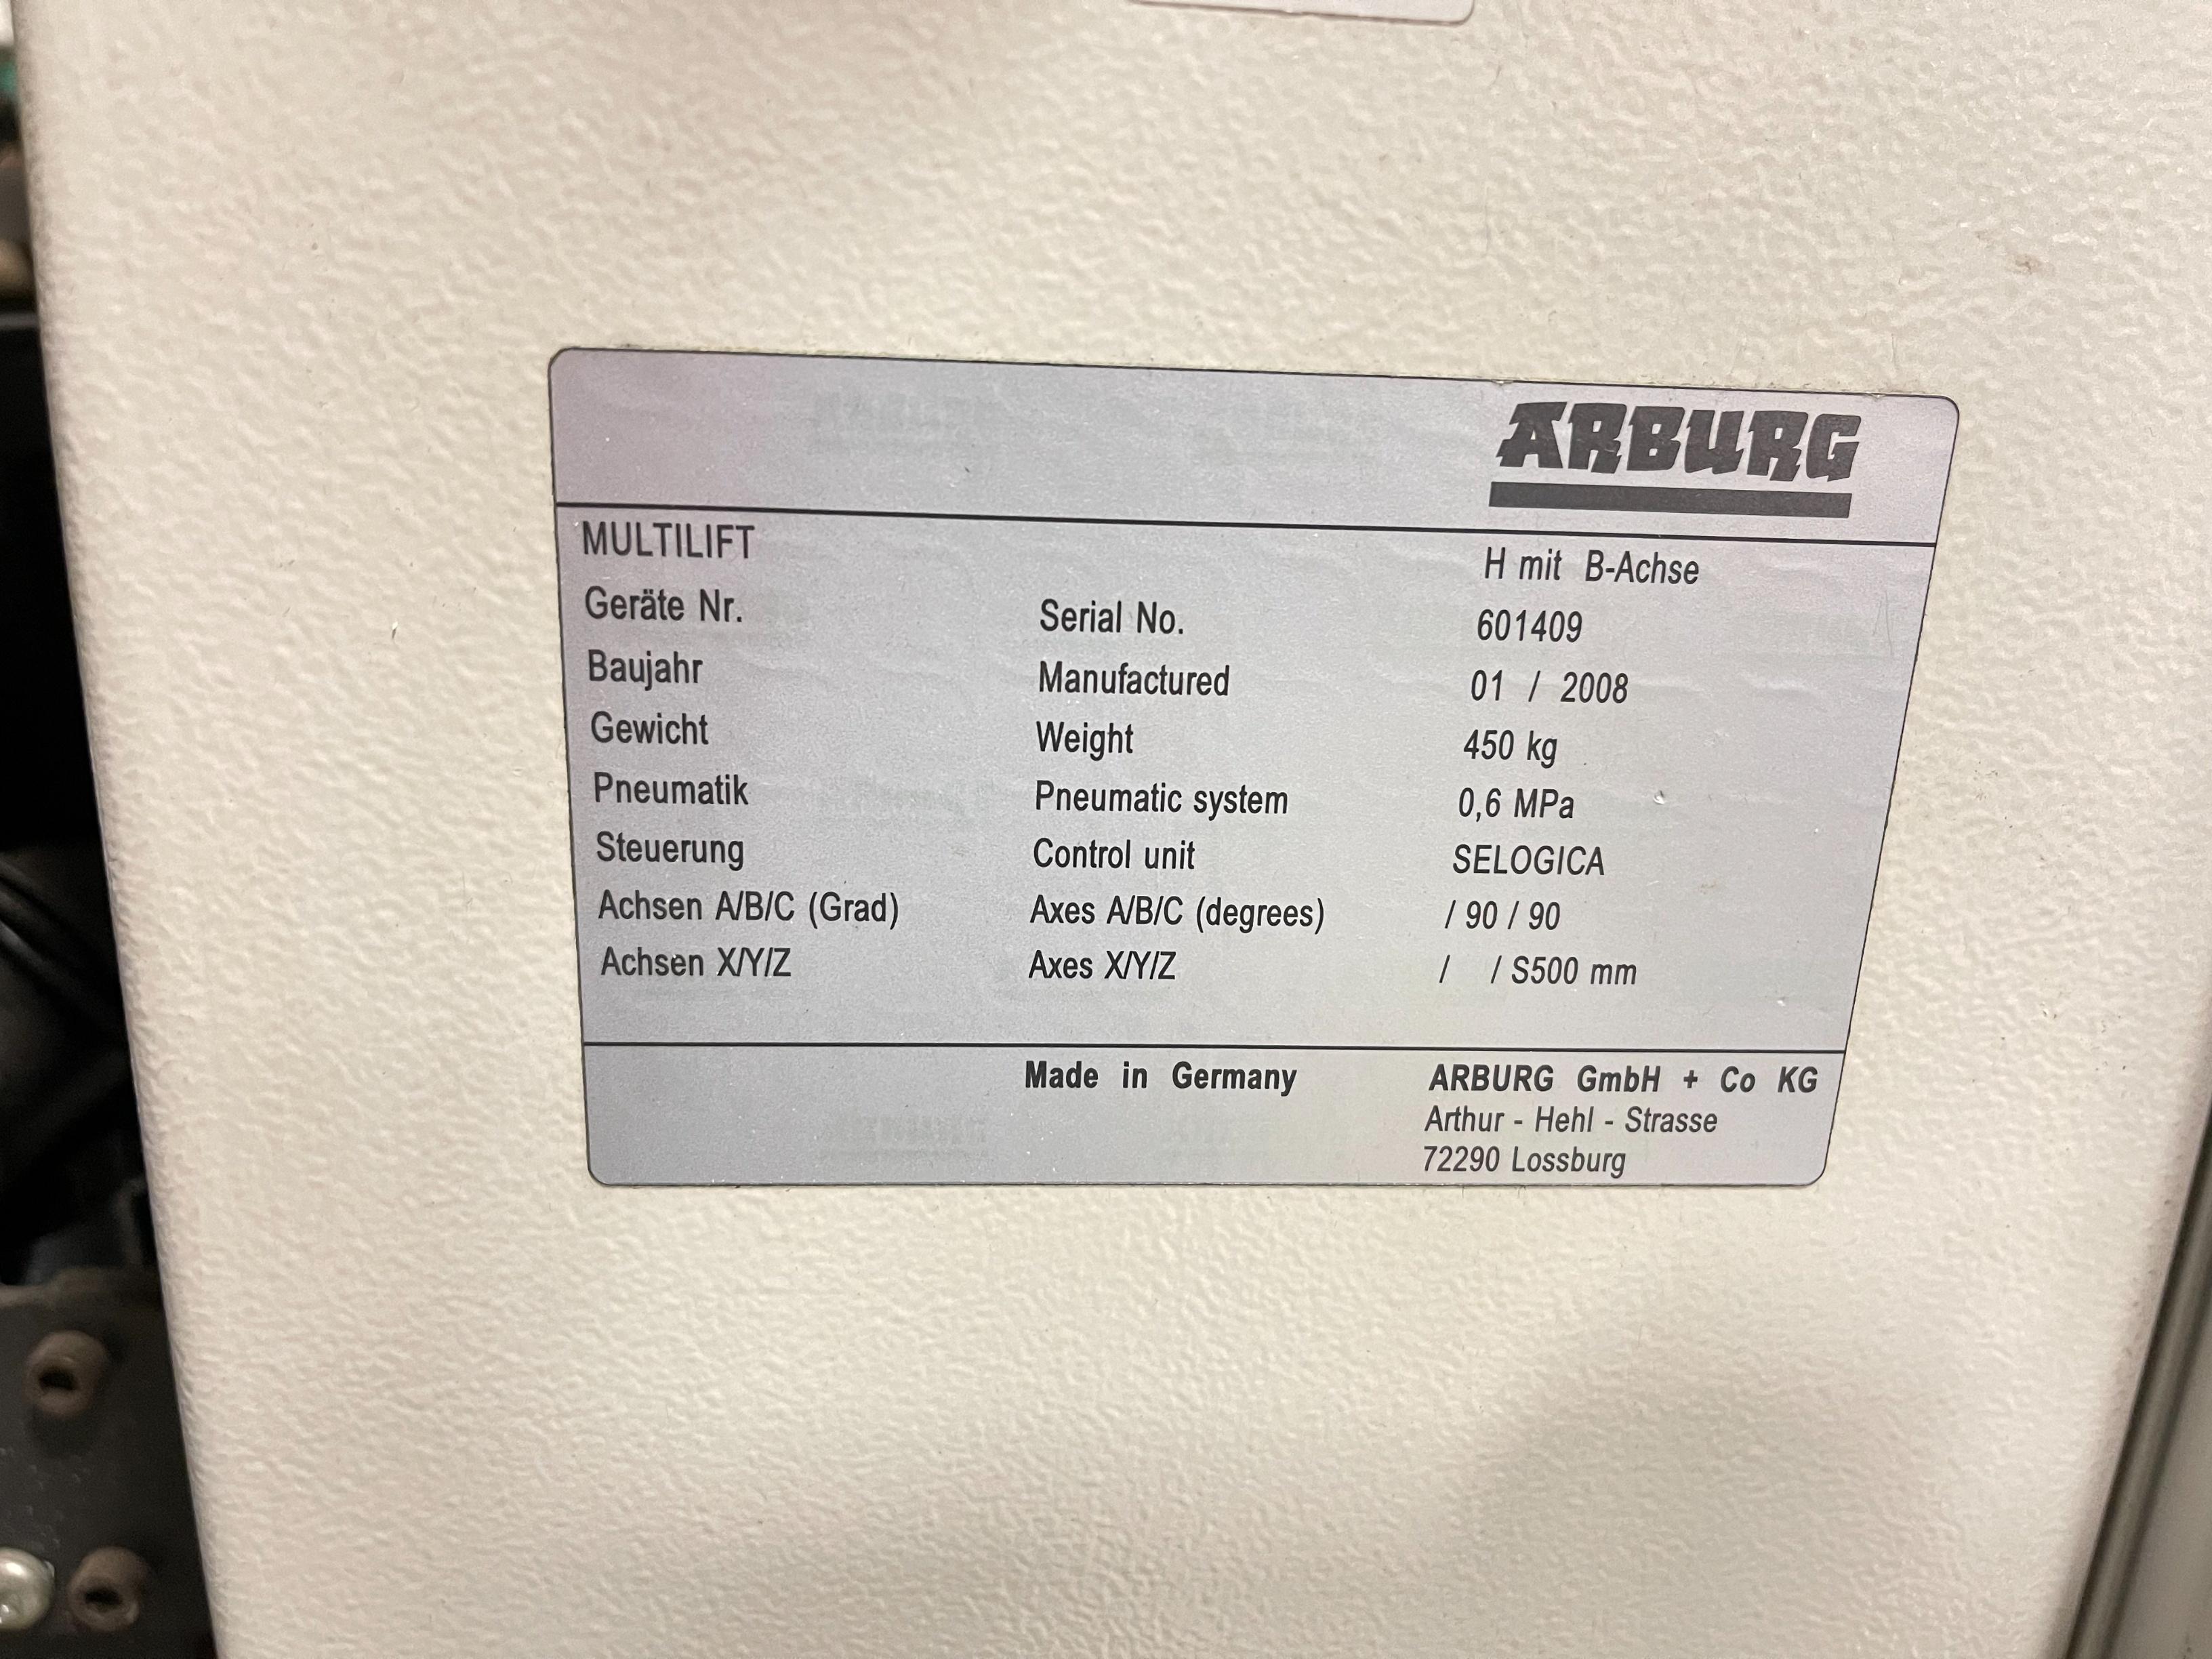 ARBURG
MULTILIFT H mit B-Achse
Geräte Nr. Serial No. 601409
Baujahr Manufactured 01 / 2008
Gewicht Weight 450 kg
Pneumatik Pneumatic system 0,6 MPa
Steuerung Control unit SELOGICA
Achsen A/B/C (Grad) Axes A/B/C (degrees) / 90 / 90
Achsen X/Y/Z Axes X/Y/Z / / S500 mm
Made in Germany ARBURG GmbH + Co KG
Arthur - Hehl - Strasse
72290 Lossburg